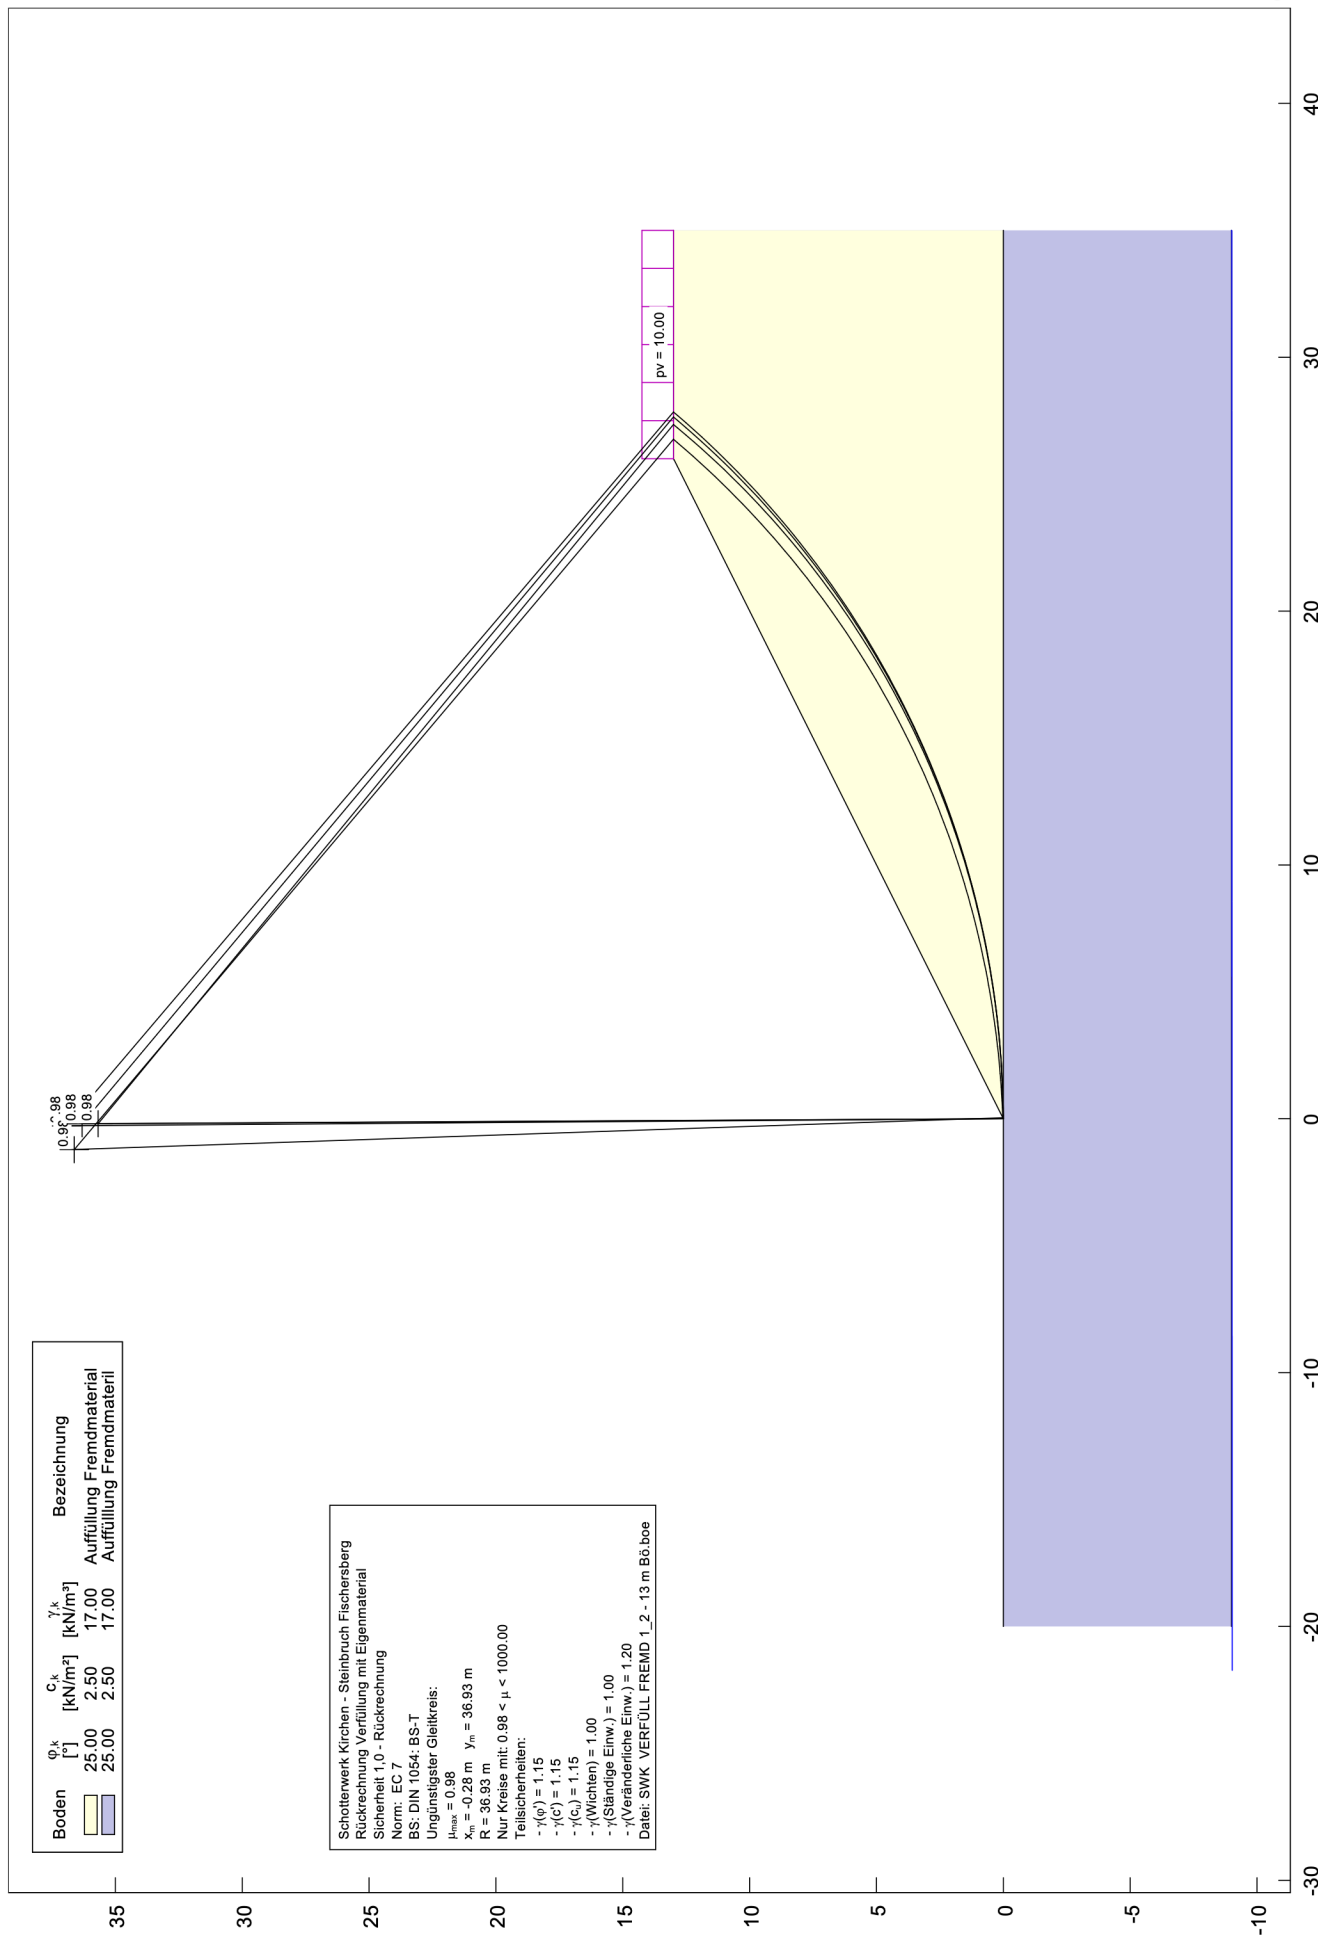 Boden φ,k c,k γ,k Bezeichnung
[°] [kN/m²] [kN/m³]
25.00 2.50 17.00 Auffüllung Fremdmaterial
25.00 2.50 17.00 Auffülllung Fremdmateril
Schotterwerk Kirchen - Steinbruch Fischersberg
Rückrechnung Verfüllung mit Eigenmaterial
Sicherheit 1,0 - Rückrechnung
Norm: EC 7
BS: DIN 1054: BS-T
Ungünstigster Gleitkreis:
μmax = 0.98
xm = -0.28 m ym = 36.93 m
R = 36.93 m
Nur Kreise mit: 0.98 < μ < 1000.00
Teilsicherheiten:
- γ(φ') = 1.15
- γ(c') = 1.15
- γ(cu) = 1.15
- γ(Wichten) = 1.00
- γ(Ständige Einw.) = 1.00
- γ(Veränderliche Einw.) = 1.20
Datei: SWK VERFÜLL FREMD 1_2 - 13 m Bö.boe
0.98
0.98
pv = 10.00
35
30
25
20
15
10
5
0
-5
-10
-30 -20 -10 0 10 20 30 40